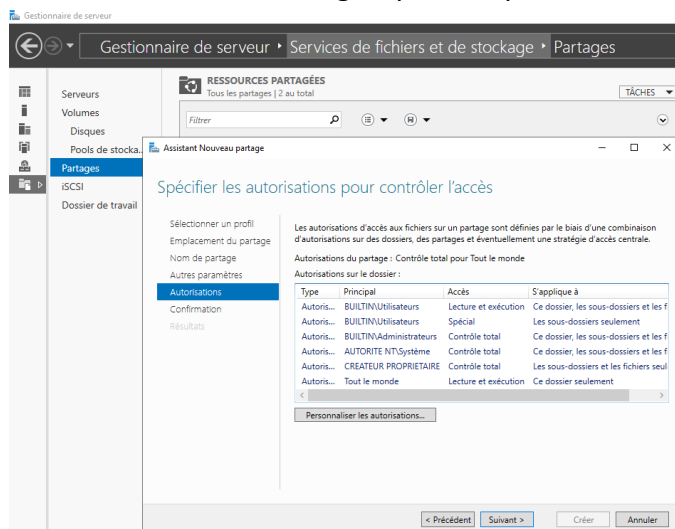 Gestionnaire de serveur
Gestionnaire de serveur • Services de fichiers et de stockage • Partages
RESSOURCES PARTAGÉES
Tous les partages | 2 au total
TÂCHES
Filtrer
Serveurs
Volumes
Disques
Pools de stocka...
Partages
iSCSI
Dossier de travail
Assistant Nouveau partage
Spécifier les autorisations pour contrôler l'accès
Sélectionner un profil
Emplacement du partage
Nom de partage
Autres paramètres
Autorisations
Confirmation
Résultats
Les autorisations d'accès aux fichiers sur un partage sont définies par le biais d'une combinaison
d'autorisations sur des dossiers, des partages et éventuellement une stratégie d'accès centrale.
Autorisations du partage : Contrôle total pour Tout le monde
Autorisations sur le dossier :
Type Principal Accès S'applique à
Autoris... BUILTIN\Utilisateurs Lecture et exécution Ce dossier, les sous-dossiers et les f
Autoris... BUILTIN\Utilisateurs Spécial Les sous-dossiers seulement
Autoris... BUILTIN\Administrateurs Contrôle total Ce dossier, les sous-dossiers et les f
Autoris... AUTORITE NT\Système Contrôle total Ce dossier, les sous-dossiers et les f
Autoris... CREATEUR PROPRIETAIRE Contrôle total Les sous-dossiers et les fichiers seul
Autoris... Tout le monde Lecture et exécution Ce dossier seulement
Personnaliser les autorisations...
< Précédent Suivant > Créer Annuler